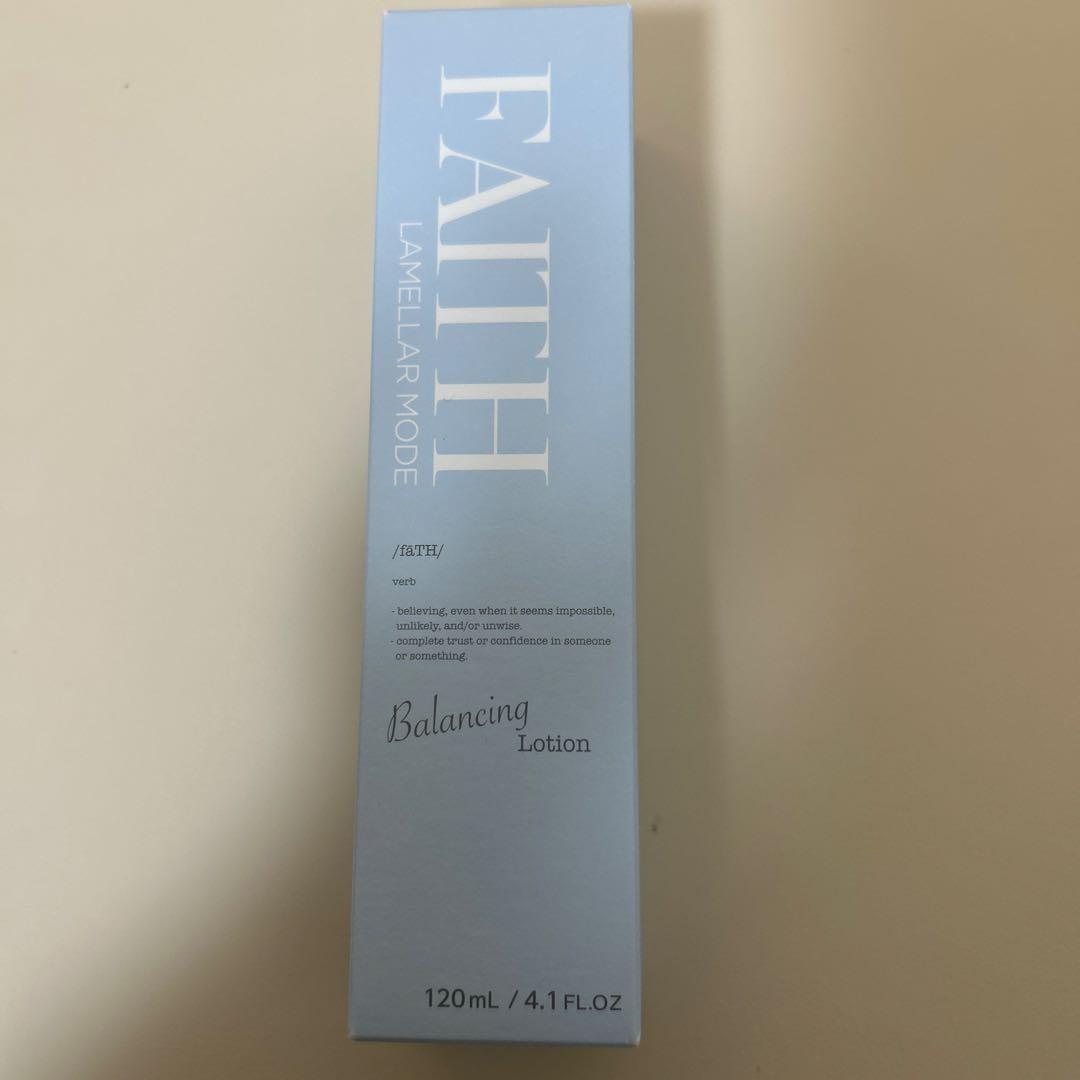 FAITH
LAMELLAR MODE
/fāTH/
verb
- believing, even when it seems impossible,
unlikely, and/or unwise.
- complete trust or confidence in someone
or something.
Balancing
Lotion
120mL / 4.1 FL.OZ